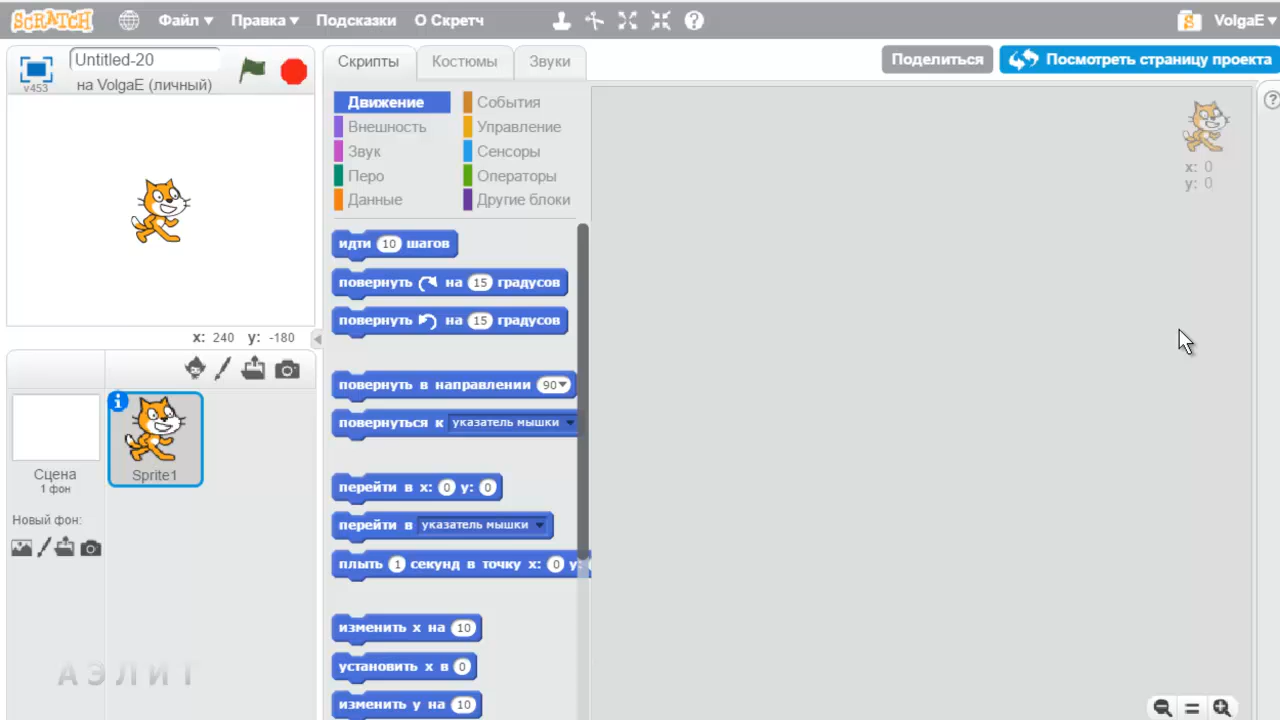 SCRATCH Файл Правка Подсказки О Скретч VolgaE
v453 Untitled-20
на VolgaE (личный)
Скрипты Костюмы Звуки Поделиться Посмотреть страницу проекта
Движение События
Внешность Управление
Звук Сенсоры
Перо Операторы
Данные Другие блоки
x: 0
y: 0
идти 10 шагов
повернуть на 15 градусов
повернуть на 15 градусов
повернуть в направлении 90
повернуться к указатель мышки
перейти в x: 0 y: 0
перейти в указатель мышки
плыть 1 секунд в точку x: 0 y:
изменить х на 10
установить х в 0
изменить у на 10
x: 240 y: -180
Sprite1
Сцена
1 фон
Новый фон:
АЭЛИТ